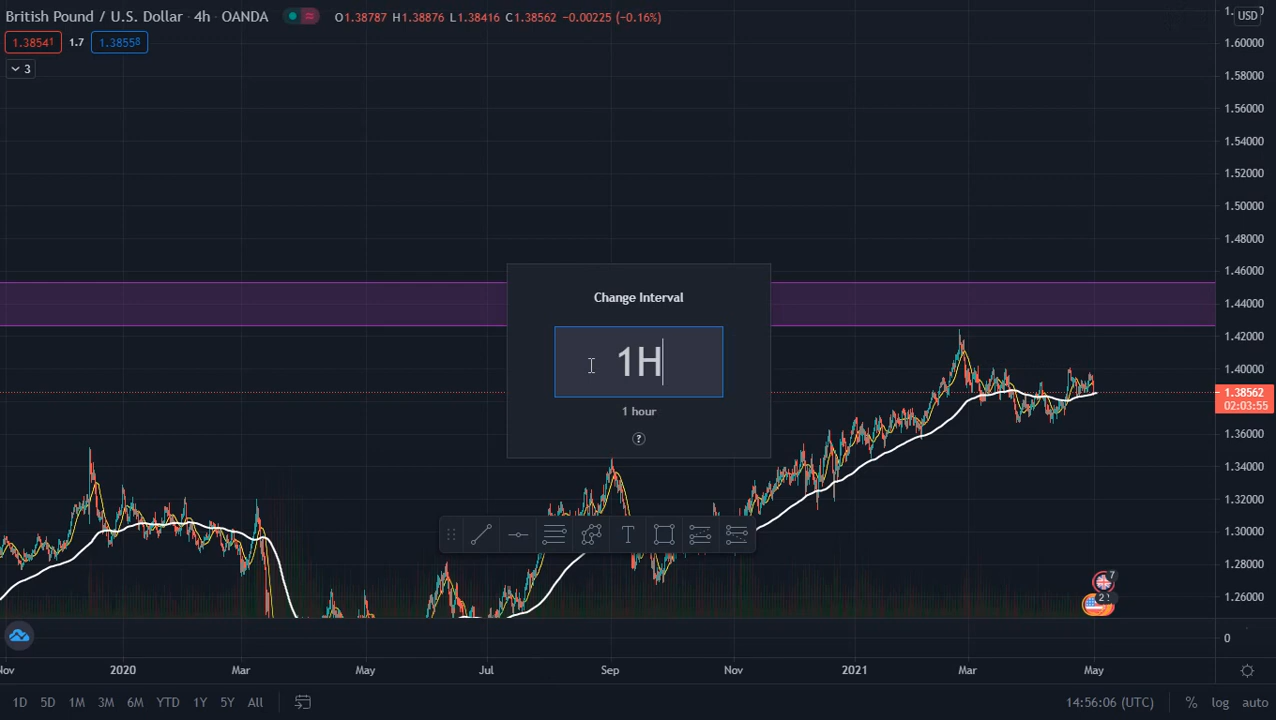 British Pound / U.S. Dollar · 4h · OANDA O1.38787 H1.38876 L1.38416 C1.38562 −0.00225 (−0.16%)
1.38541 1.7 1.38558
3
USD
1.60000
1.58000
1.56000
1.54000
1.52000
1.50000
1.48000
1.46000
1.44000
1.42000
1.40000
1.38562
02:03:55
1.36000
1.34000
1.32000
1.30000
1.28000
1.26000
0
Change Interval
1H
1 hour
?
T
7
2
Nov 2020 Mar May Jul Sep Nov 2021 Mar May
1D 5D 1M 3M 6M YTD 1Y 5Y All 14:56:06 (UTC) % log auto